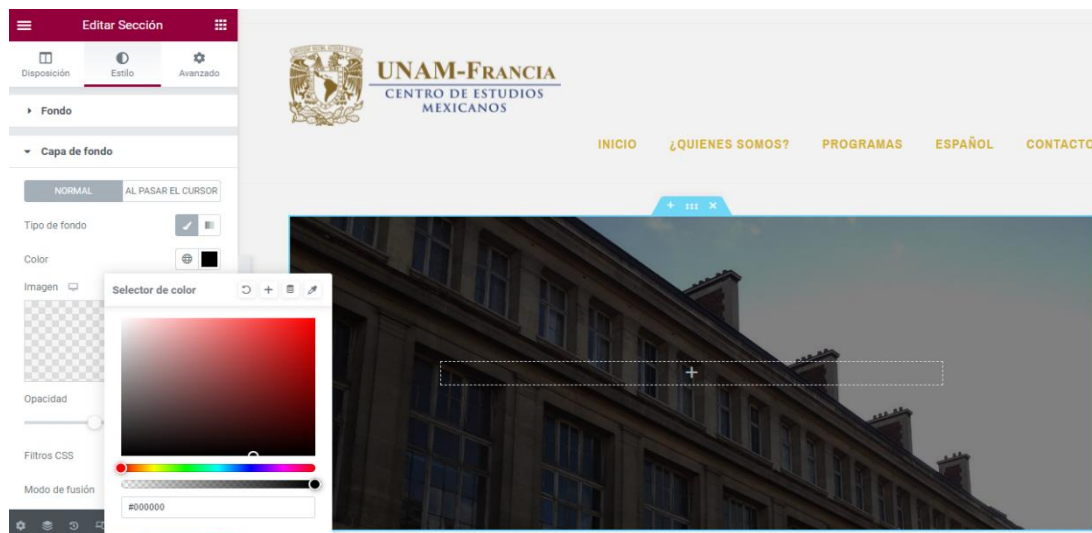 Editar Sección
Disposición
Estilo
Avanzado
Fondo
Capa de fondo
NORMAL
AL PASAR EL CURSOR
Tipo de fondo
Color
Imagen
Selector de color
Opacidad
Filtros CSS
Modo de fusión
#000000
UNAM-FRANCIA
CENTRO DE ESTUDIOS
MEXICANOS
INICIO ¿QUIENES SOMOS? PROGRAMAS ESPAÑOL CONTACTO